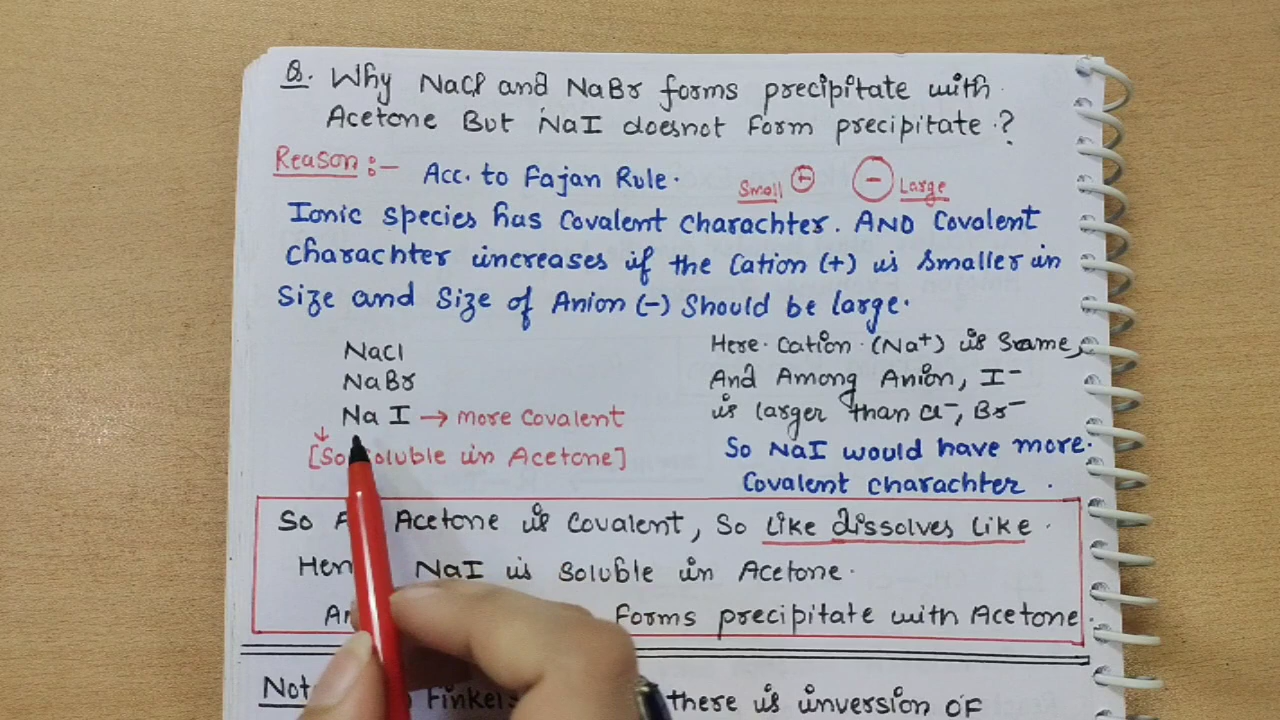 Q. Why NaCl and NaBr forms precipitate with
Acetone But NaI doesnot form precipitate.?
Reason:- Acc. to Fajan Rule. Small + - Large
Ionic species has covalent charachter. AND covalent
charachter increases if the cation (+) is smaller in
size and size of Anion (-) should be large.
NaCl
NaBr
NaI → more covalent
↓
[So soluble in Acetone]
Here. cation. (Na+) is same,
And Among Anion, I-
is larger than Cl-, Br-
So NaI would have more.
covalent charachter.
So Acetone is covalent, So like dissolves like.
NaI is soluble in Acetone.
forms precipitate with Acetone.
there is inversion of